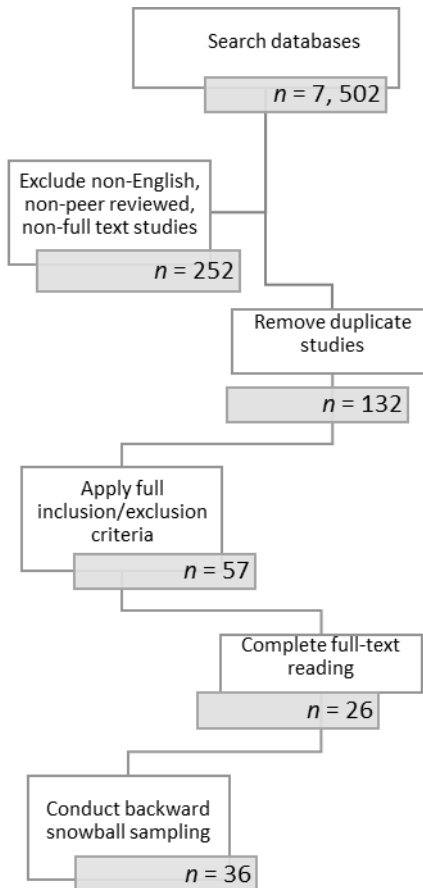 Search databases
n = 7, 502
Exclude non-English,
non-peer reviewed,
non-full text studies
n = 252
Remove duplicate
studies
n = 132
Apply full
inclusion/exclusion
criteria
n = 57
Complete full-text
reading
n = 26
Conduct backward
snowball sampling
n = 36